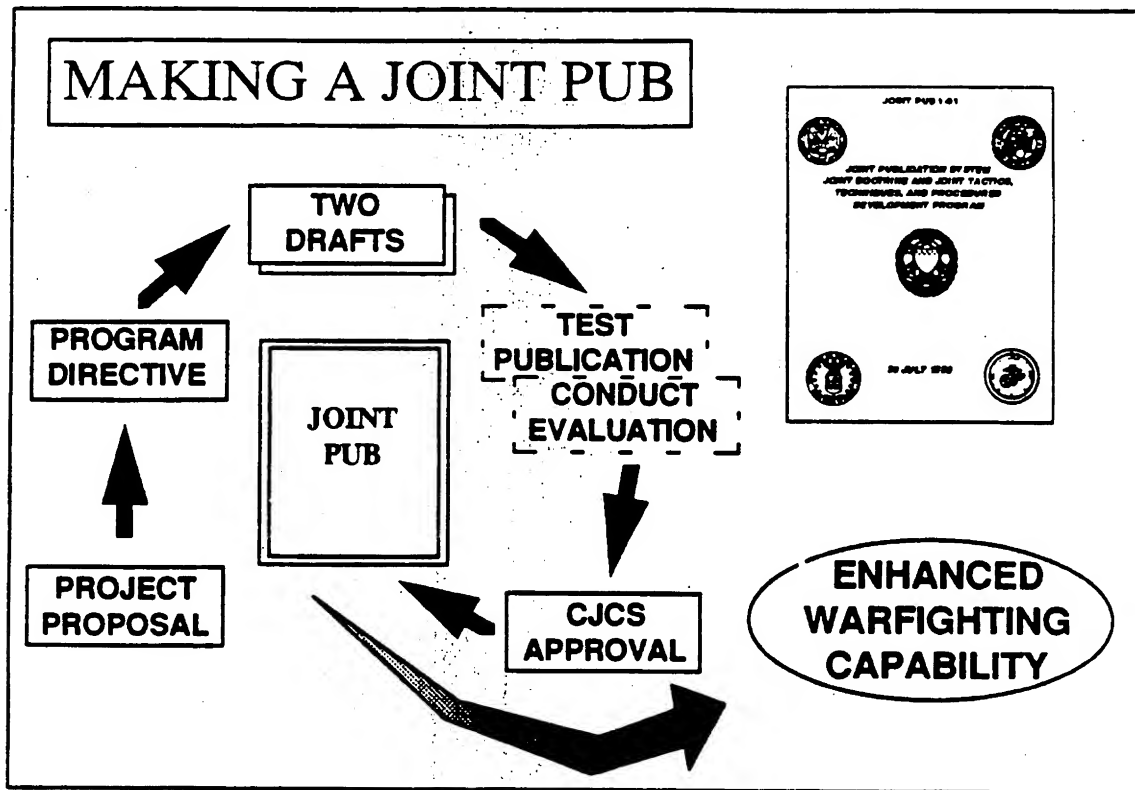 MAKING A JOINT PUB
JOINT PUB 1-01
JOINT PUBLICATION SYSTEM
JOINT DOCTRINE AND JOINT TACTICS,
TECHNIQUES, AND PROCEDURES
DEVELOPMENT PROGRAM
JULY
TWO
DRAFTS
PROGRAM
DIRECTIVE
TEST
PUBLICATION
CONDUCT
EVALUATION
JOINT
PUB
PROJECT
PROPOSAL
CJCS
APPROVAL
ENHANCED
WARFIGHTING
CAPABILITY